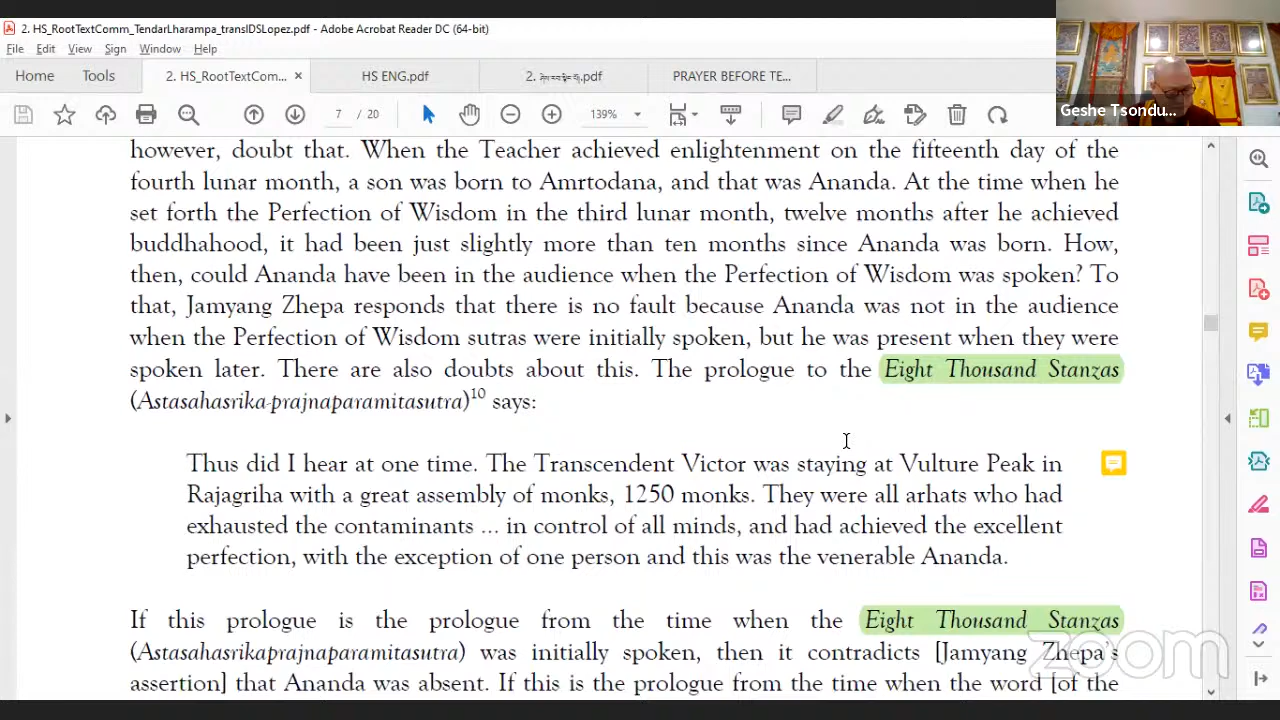 2. HS_RootTextComm_TendarLharampa_translDSLopez.pdf - Adobe Acrobat Reader DC (64-bit)
File Edit View Sign Window Help
Home Tools 2. HS_RootTextCom... × HS ENG.pdf PRAYER BEFORE TE...
7 / 20 139%
Geshe Tsondu...
however, doubt that. When the Teacher achieved enlightenment on the fifteenth day of the
fourth lunar month, a son was born to Amrtodana, and that was Ananda. At the time when he
set forth the Perfection of Wisdom in the third lunar month, twelve months after he achieved
buddhahood, it had been just slightly more than ten months since Ananda was born. How,
then, could Ananda have been in the audience when the Perfection of Wisdom was spoken? To
that, Jamyang Zhepa responds that there is no fault because Ananda was not in the audience
when the Perfection of Wisdom sutras were initially spoken, but he was present when they were
spoken later. There are also doubts about this. The prologue to the Eight Thousand Stanzas
(Astasahasrika-prajnaparamitasutra)10 says:
Thus did I hear at one time. The Transcendent Victor was staying at Vulture Peak in
Rajagriha with a great assembly of monks, 1250 monks. They were all arhats who had
exhausted the contaminants ... in control of all minds, and had achieved the excellent
perfection, with the exception of one person and this was the venerable Ananda.
If this prologue is the prologue from the time when the Eight Thousand Stanzas
(Astasahasrikaprajnaparamitasutra) was initially spoken, then it contradicts [Jamyang Zhepa's
assertion] that Ananda was absent. If this is the prologue from the time when the word [of the
zoom